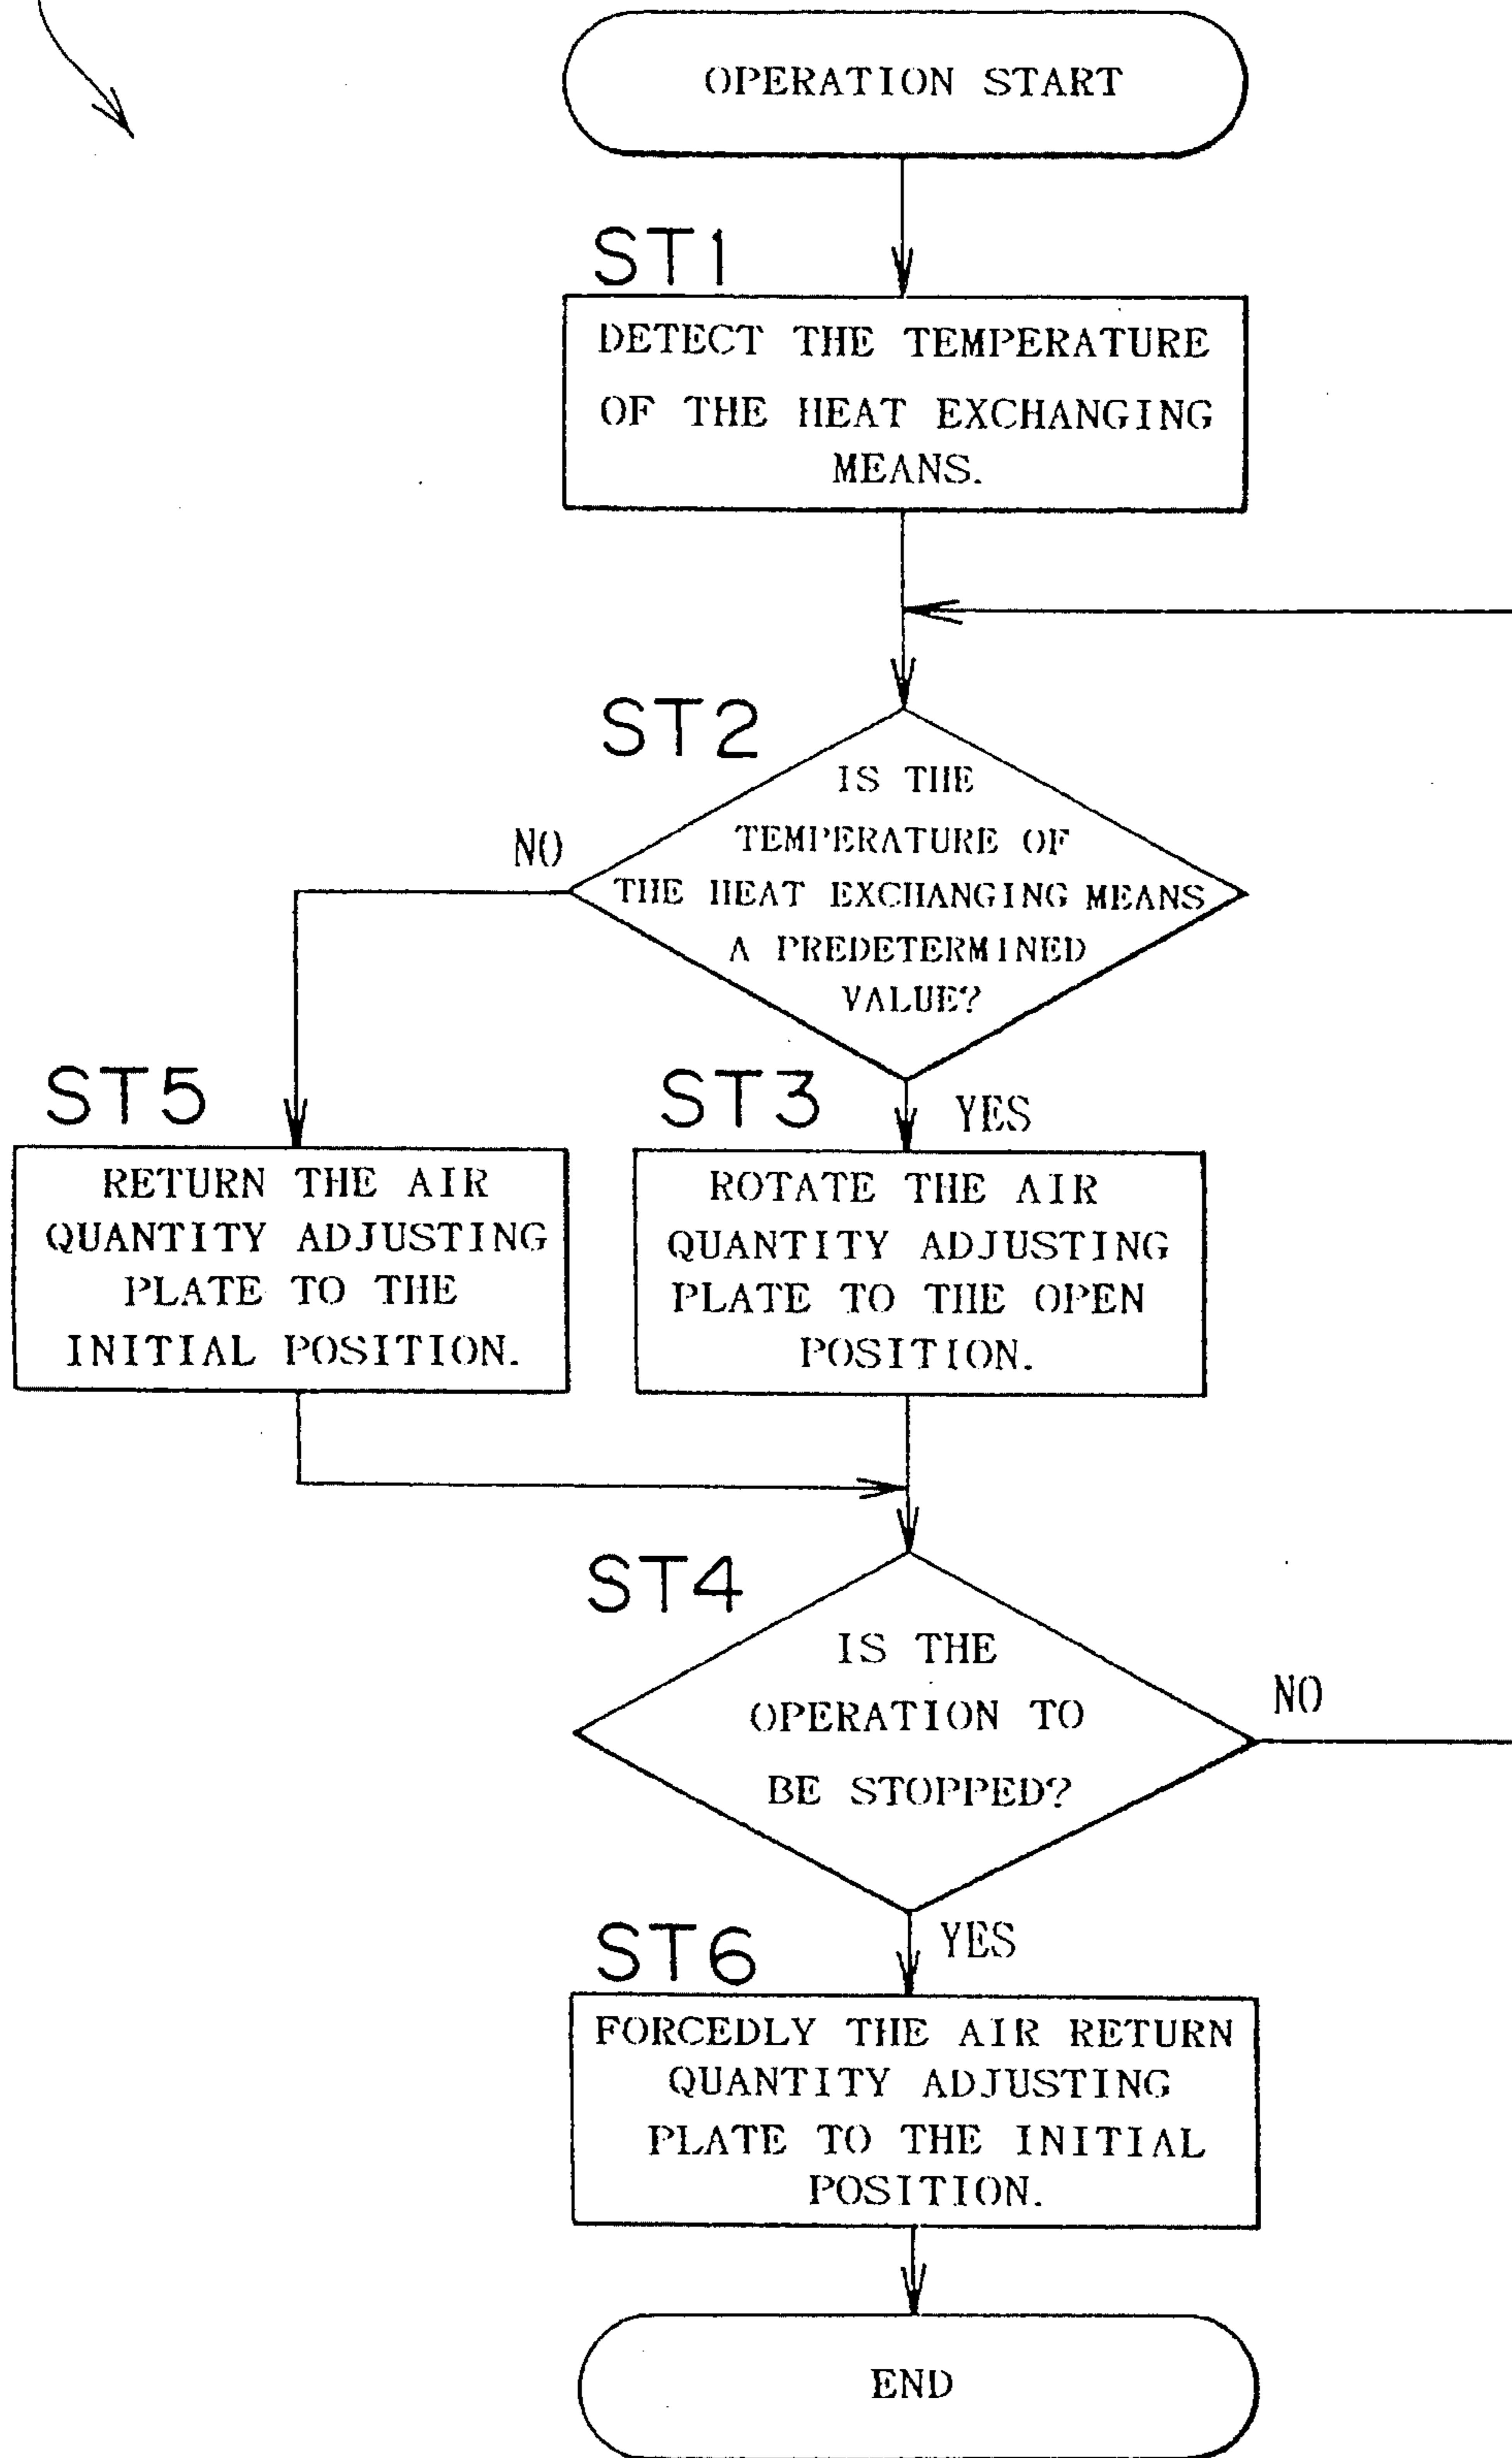 OPERATION START
ST1
DETECT THE TEMPERATURE
OF THE HEAT EXCHANGING
MEANS.
ST2
IS THE
TEMPERATURE OF
THE HEAT EXCHANGING MEANS
A PREDETERMINED
VALUE?
NO
YES
ST5
RETURN THE AIR
QUANTITY ADJUSTING
PLATE TO THE
INITIAL POSITION.
ST3
ROTATE THE AIR
QUANTITY ADJUSTING
PLATE TO THE OPEN
POSITION.
ST4
IS THE
OPERATION TO
BE STOPPED?
NO
YES
ST6
FORCEDLY THE AIR RETURN
QUANTITY ADJUSTING
PLATE TO THE INITIAL
POSITION.
END